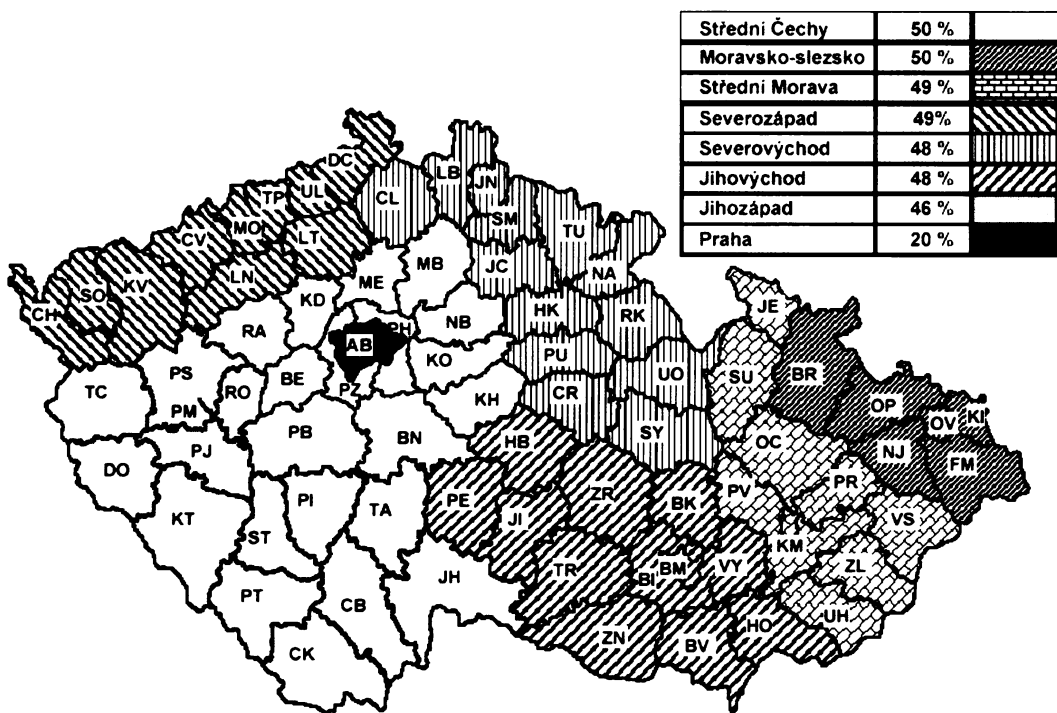 Střední Čechy 50 %
Moravsko-slezsko 50 %
Střední Morava 49 %
Severozápad 49%
Severovýchod 48 %
Jihovýchod 48 %
Jihozápad 46 %
Praha 20 %
DC
LB
JN
TP
UL
CL
SM
MO
TU
CV
LT
MB
JC
NA
LN
ME
KV
SO
CH
KD
HK
JE
RA
PH
NB
RK
AB
PU
KO
SU
BR
TC
PS
BE
PZ
UO
RO
KH
CR
OP
PM
KI
OV
PB
BN
HB
SY
OC
PJ
NJ
FM
DO
PR
PI
TA
PE
ZR
BK
PV
KT
ST
JI
VS
KM
TR
BI
BM
VY
ZL
JH
PT
CB
UH
HO
ZN
BV
CK